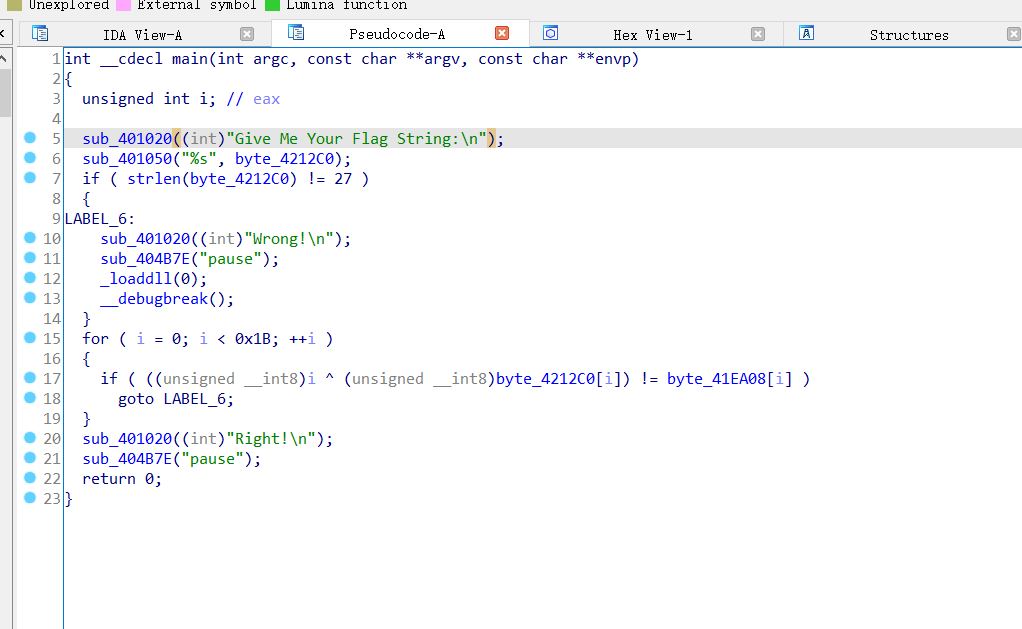 Unexplored External symbol Lumina function
IDA View-A Pseudocode-A Hex View-1 Structures
1 int __cdecl main(int argc, const char **argv, const char **envp)
2 {
3 unsigned int i; // eax
4
5 sub_401020((int)"Give Me Your Flag String:\n");
6 sub_401050("%s", byte_4212C0);
7 if ( strlen(byte_4212C0) != 27 )
8 {
9 LABEL_6:
10 sub_401020((int)"Wrong!\n");
11 sub_404B7E("pause");
12 _loaddll(0);
13 __debugbreak();
14 }
15 for ( i = 0; i < 0x1B; ++i )
16 {
17 if ( ((unsigned __int8)i ^ (unsigned __int8)byte_4212C0[i]) != byte_41EA08[i] )
18 goto LABEL_6;
19 }
20 sub_401020((int)"Right!\n");
21 sub_404B7E("pause");
22 return 0;
23 }